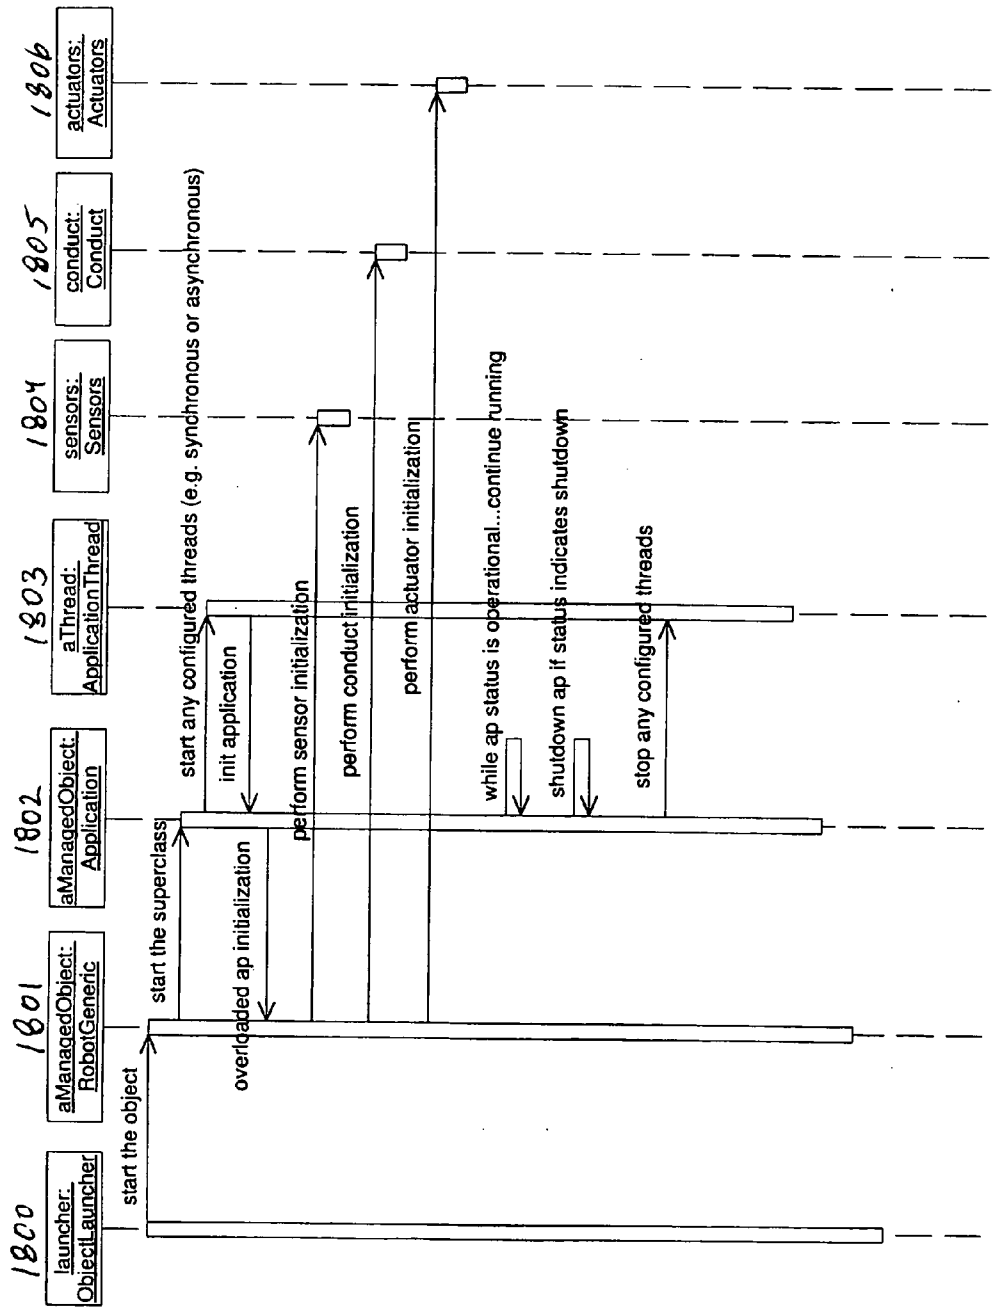 1800
launcher:
ObjectLauncher
1801
aManagedObject:
RobotGeneric
1802
aManagedObject:
Application
1803
aThread:
ApplicationThread
1804
sensors:
Sensors
1805
conduct:
Conduct
1806
actuators:
Actuators
start the object
start the superclass
start any configured threads (e.g. synchronous or asynchronous)
init application
overloaded ap initialization
perform sensor initialization
perform conduct initialization
perform actuator initialization
while ap status is operational...continue running
shutdown ap if status indicates shutdown
stop any configured threads